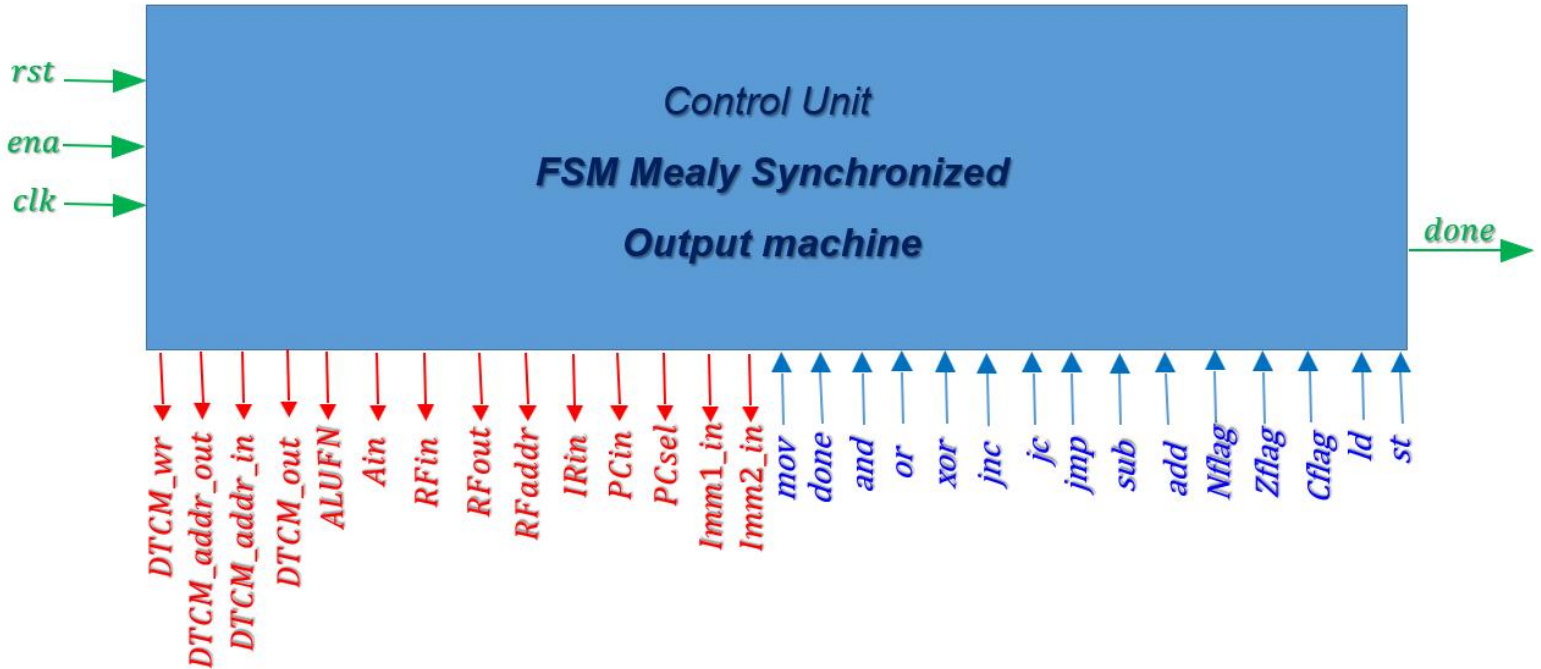 rst
ena
clk
Control Unit
FSM Mealy Synchronized
Output machine
done
DTCM_wr
DTCM_addr_out
DTCM_addr_in
DTCM_out
ALUFN
Ain
RFin
RFout
RFaddr
IRin
PCin
PCsel
Imm1_in
Imm2_in
mov
done
and
or
xor
jnc
jc
jmp
sub
add
Nflag
Zflag
Cflag
ld
st